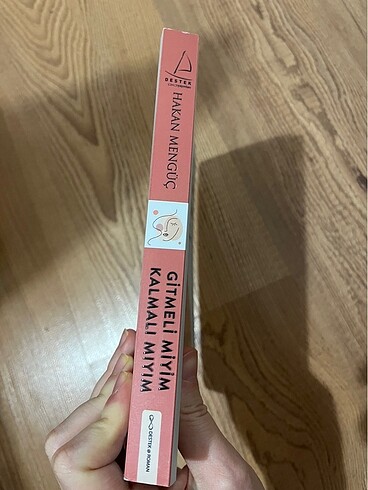 DESTEK
HAKAN MENGÜÇ
GİTMELİ MİYİM
KALMALI MIYIM
DESTEK @ ROMAN